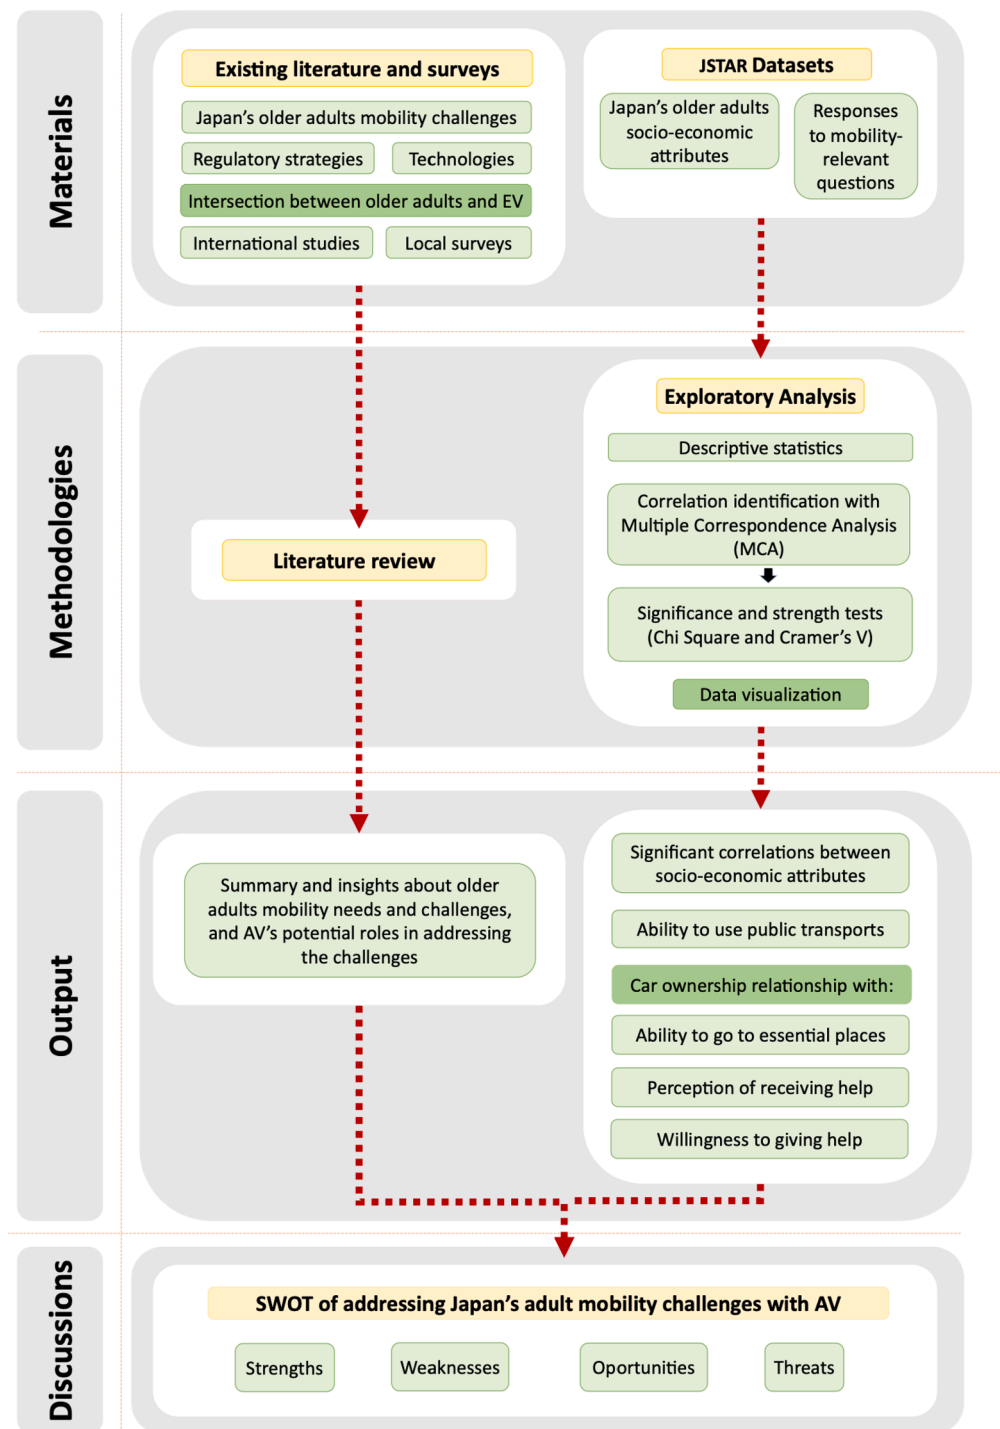 Materials
Existing literature and surveys
Japan's older adults mobility challenges
Regulatory strategies
Technologies
Intersection between older adults and EV
International studies
Local surveys
JSTAR Datasets
Japan's older adults
socio-economic
attributes
Responses
to mobility-
relevant
questions
Methodologies
Literature review
Exploratory Analysis
Descriptive statistics
Correlation identification with
Multiple Correspondence Analysis
(MCA)
Significance and strength tests
(Chi Square and Cramer's V)
Data visualization
Output
Summary and insights about older
adults mobility needs and challenges,
and AV's potential roles in addressing
the challenges
Significant correlations between
socio-economic attributes
Ability to use public transports
Car ownership relationship with:
Ability to go to essential places
Perception of receiving help
Willingness to giving help
Discussions
SWOT of addressing Japan's adult mobility challenges with AV
Strengths
Weaknesses
Oportunities
Threats